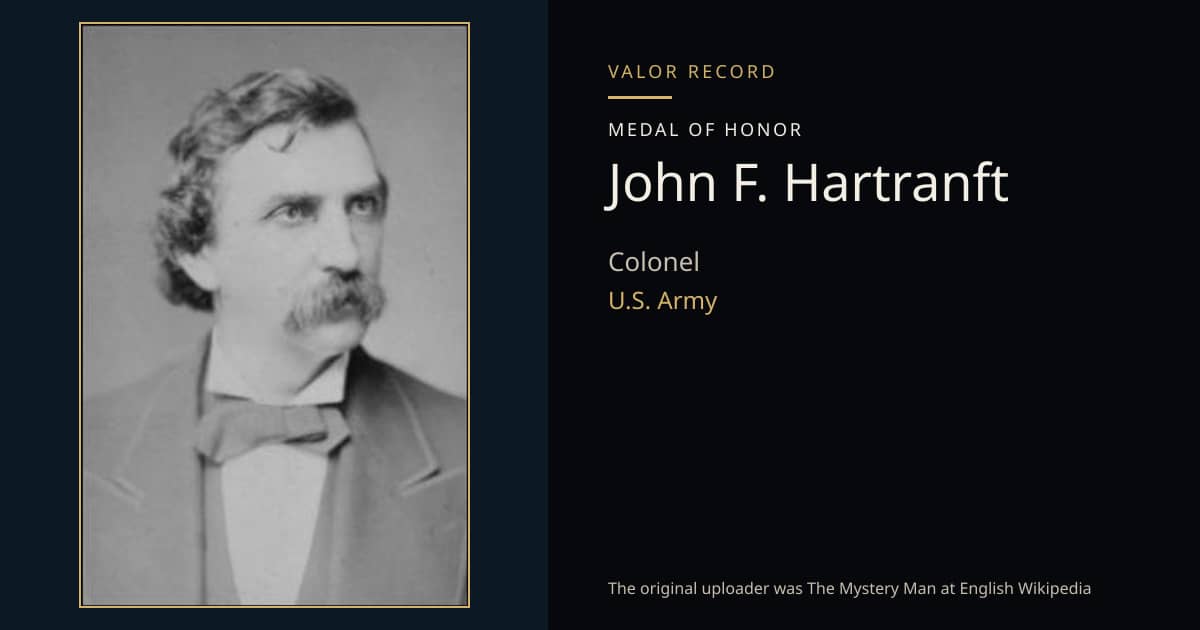 VALOR RECORD
MEDAL OF HONOR
John F. Hartranft
Colonel
U.S. Army
The original uploader was The Mystery Man at English Wikipedia